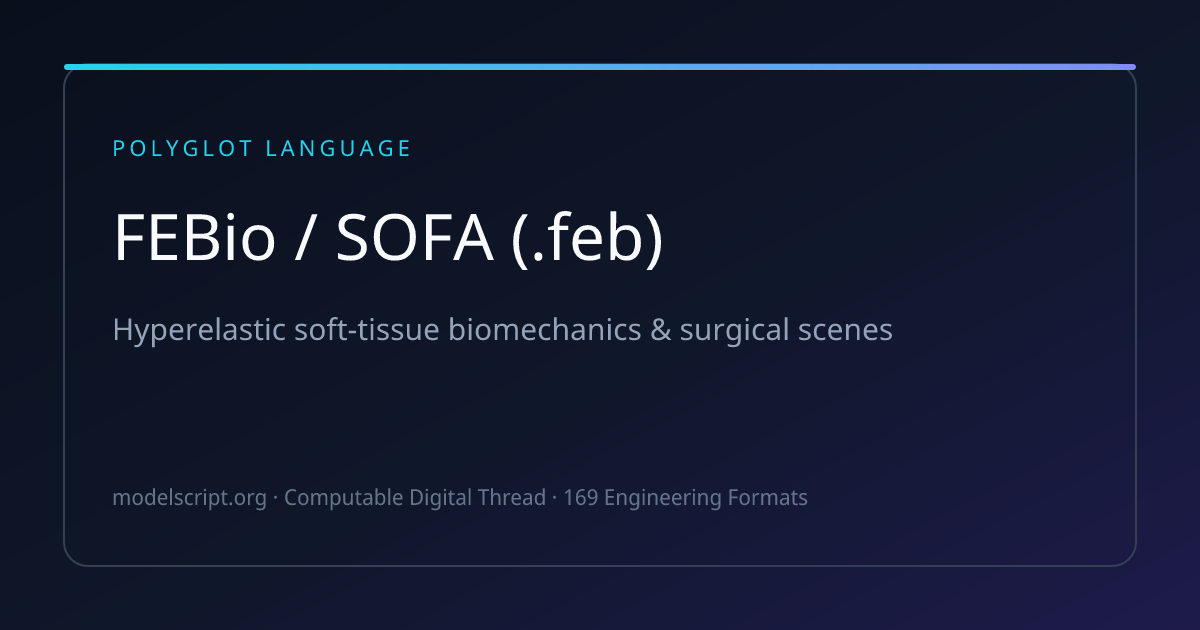 POLYGLOT LANGUAGE
FEBio / SOFA (.feb)
Hyperelastic soft-tissue biomechanics & surgical scenes
modelscript.org · Computable Digital Thread · 169 Engineering Formats